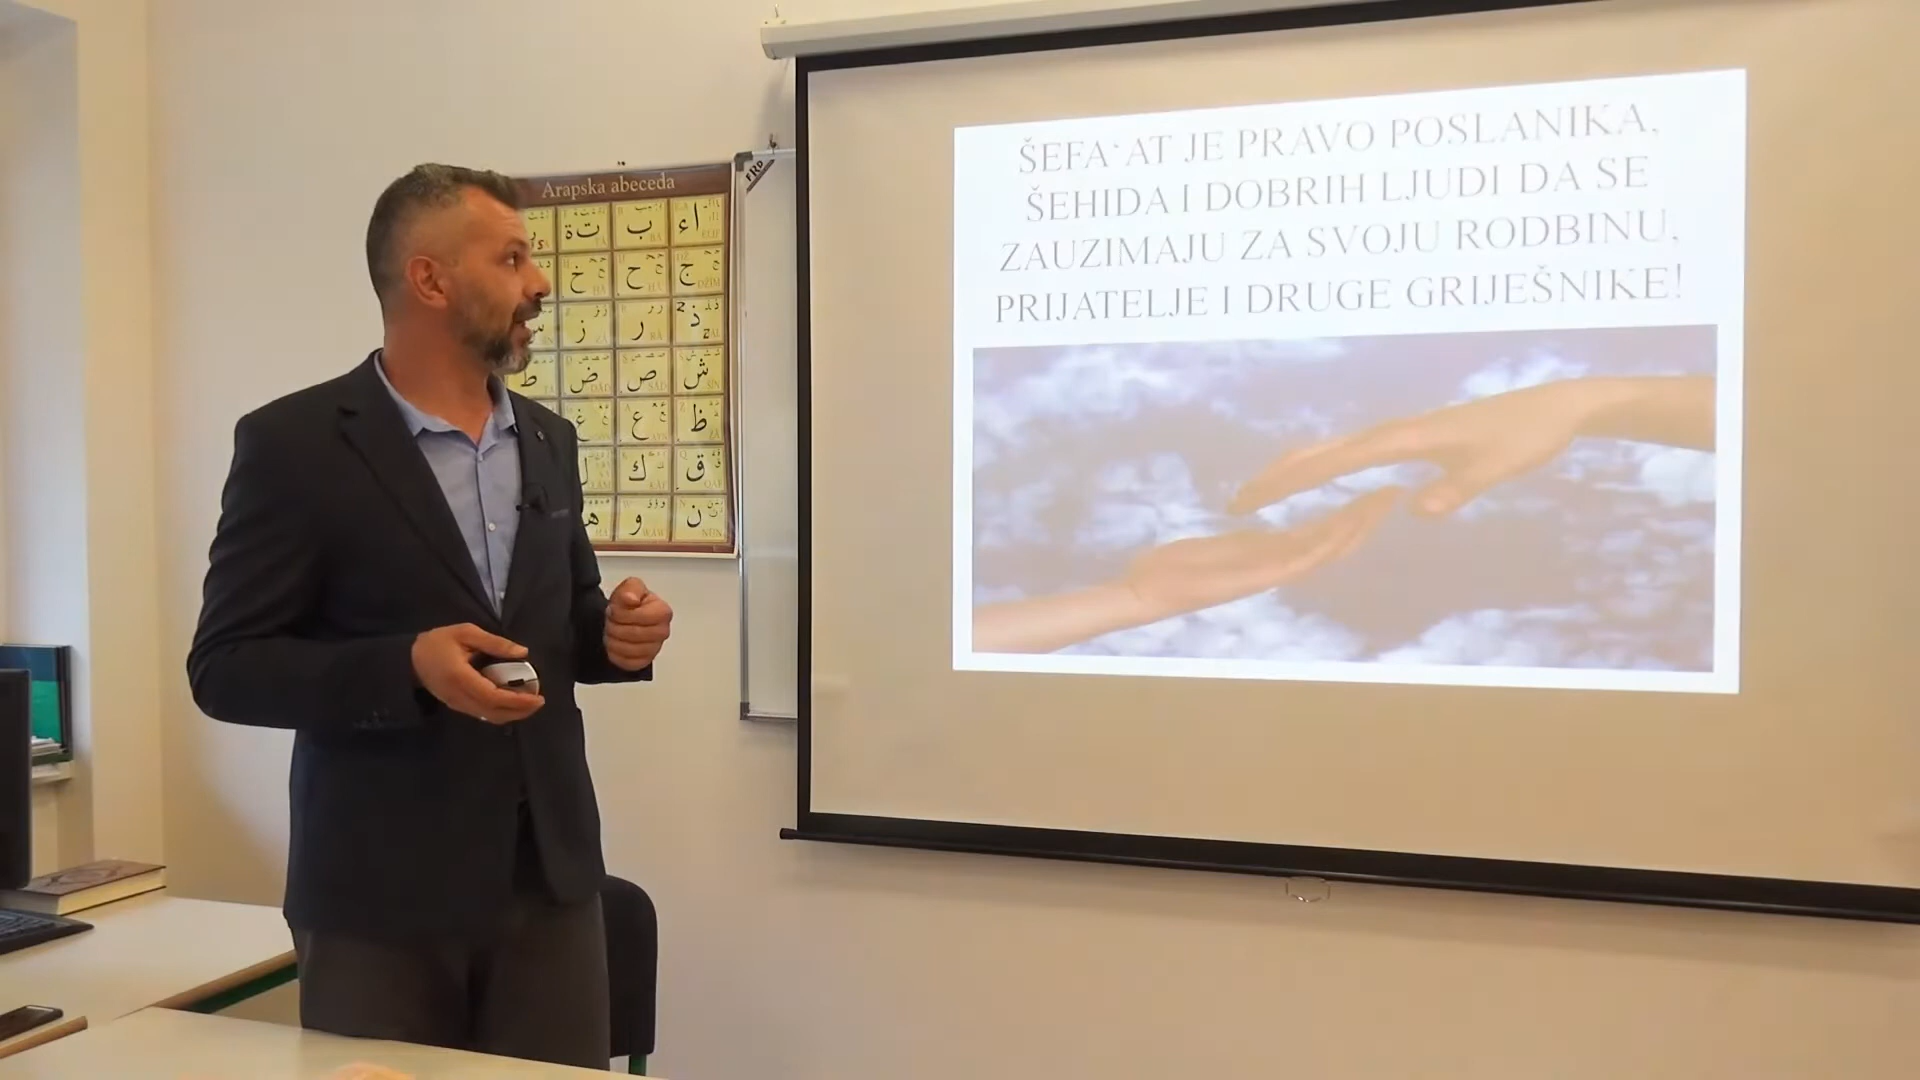 Arapska abeceda
ŠEFA‘AT JE PRAVO POSLANIKA,
ŠEHIDA I DOBRIH LJUDI DA SE
ZAUZIMAJU ZA SVOJU RODBINU,
PRIJATELJE I DRUGE GRIJEŠNIKE!
ت ة ب ا ء
خ ح ج
ز ر ذ
ط ض ص ش
غ ع ظ
ل ك ق
ه و ن